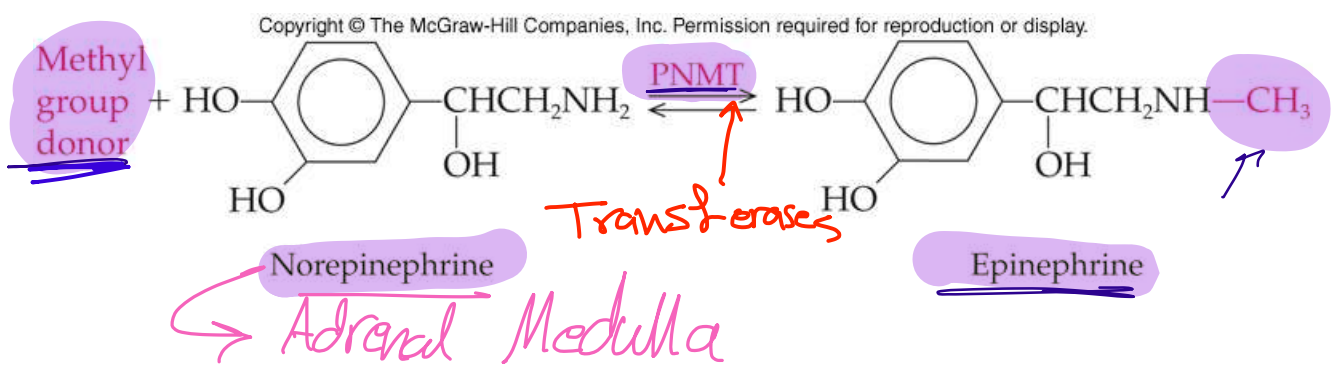 Copyright © The McGraw-Hill Companies, Inc. Permission required for reproduction or display.
Methyl
group
donor
+
HO
HO
CHCH₂NH₂
OH
PNMT
Transferases
HO
HO
CHCH₂NH—CH₃
OH
Norepinephrine
Epinephrine
Adrenal Medulla